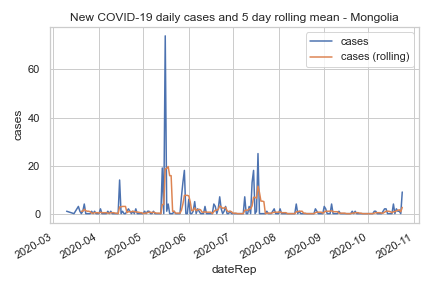 New COVID-19 daily cases and 5 day rolling mean - Mongolia
cases
cases (rolling)
60
40
20
0
cases
2020-03
2020-04
2020-05
2020-06
2020-07
2020-08
2020-09
2020-10
2020-11
dateRep